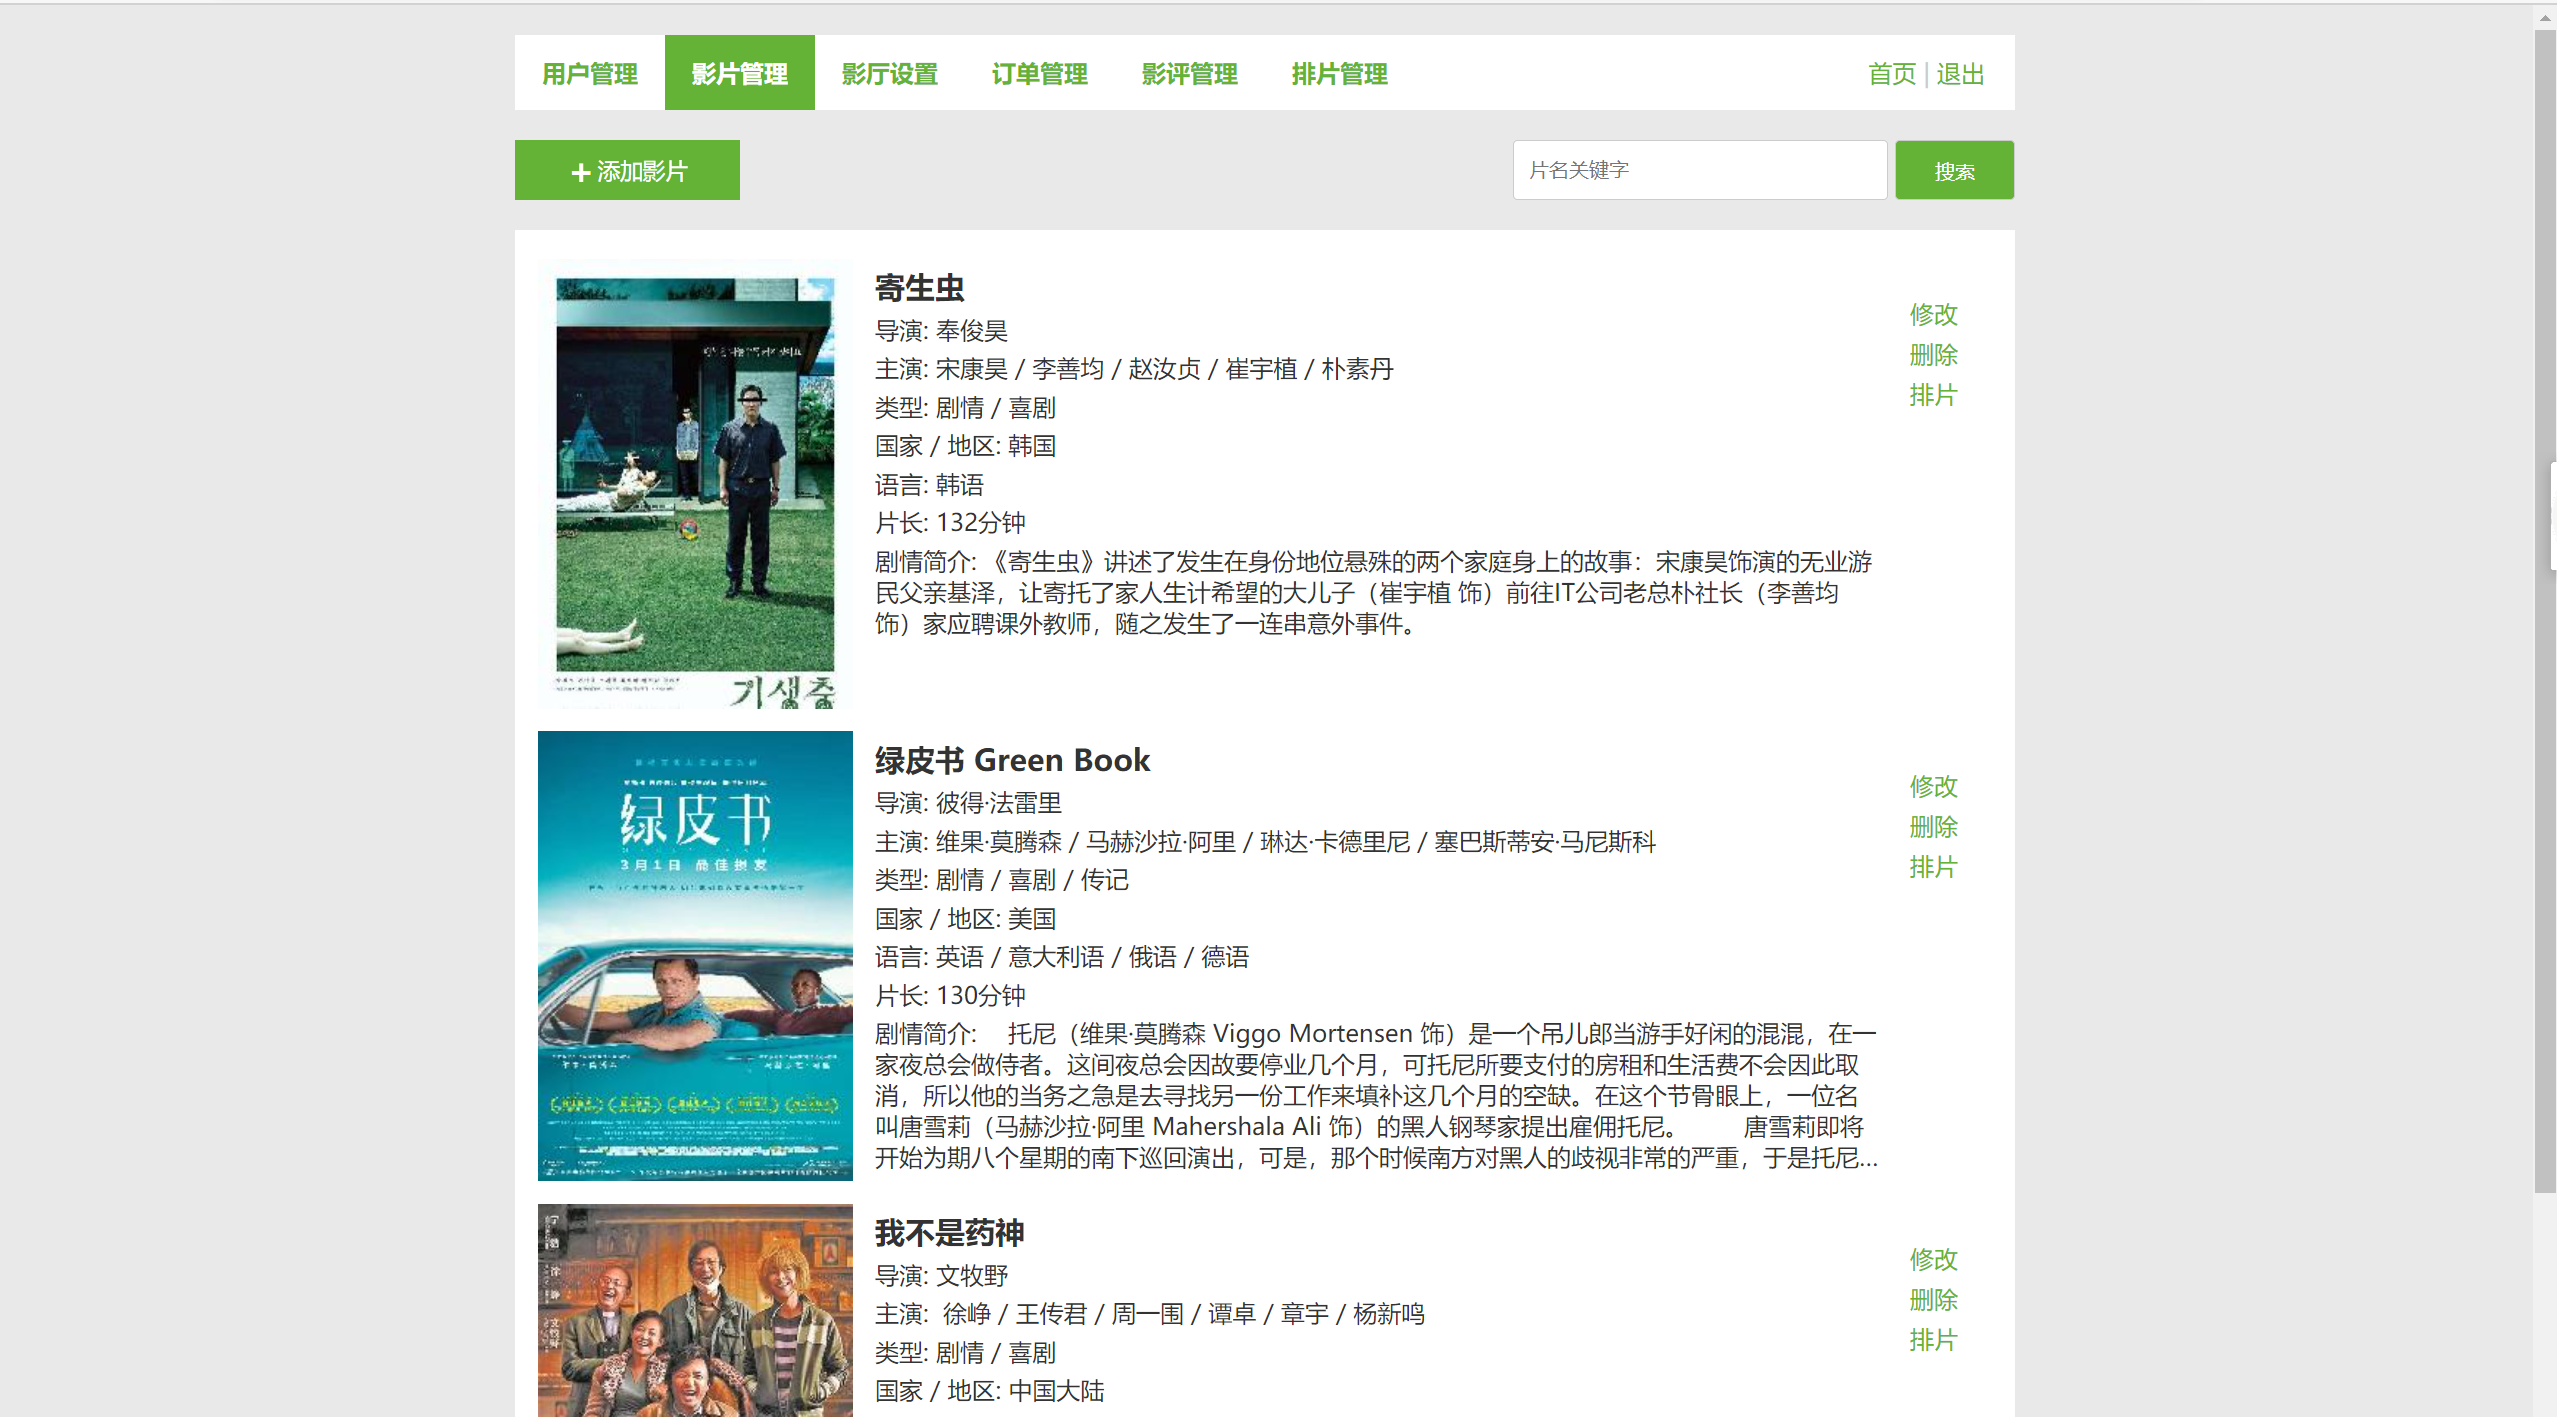 用户管理 影片管理 影厅设置 订单管理 影评管理 排片管理 首页 | 退出
+ 添加影片 片名关键字 搜索
寄生虫
导演: 奉俊昊
主演: 宋康昊 / 李善均 / 赵汝贞 / 崔宇植 / 朴素丹
类型: 剧情 / 喜剧
国家 / 地区: 韩国
语言: 韩语
片长: 132分钟
剧情简介: 《寄生虫》讲述了发生在身份地位悬殊的两个家庭身上的故事：宋康昊饰演的无业游
民父亲基泽，让寄托了家人生计希望的大儿子（崔宇植 饰）前往IT公司老总朴社长（李善均
饰）家应聘课外教师，随之发生了一连串意外事件。
修改
删除
排片
기생충
绿皮书
3月1日
绿皮书 Green Book
导演: 彼得·法雷里
主演: 维果·莫腾森 / 马赫沙拉·阿里 / 琳达·卡德里尼 / 塞巴斯蒂安·马尼斯科
类型: 剧情 / 喜剧 / 传记
国家 / 地区: 美国
语言: 英语 / 意大利语 / 俄语 / 德语
片长: 130分钟
剧情简介: 托尼（维果·莫腾森 Viggo Mortensen 饰）是一个吊儿郎当游手好闲的混混，在一
家夜总会做侍者。这间夜总会因故要停业几个月，可托尼所要支付的房租和生活费不会因此取
消，所以他的当务之急是去寻找另一份工作来填补这几个月的空缺。在这个节骨眼上，一位名
叫唐雪莉（马赫沙拉·阿里 Mahershala Ali 饰）的黑人钢琴家提出雇佣托尼。 唐雪莉即将
开始为期八个星期的南下巡回演出，可是，那个时候南方对黑人的歧视非常的严重，于是托尼...
修改
删除
排片
我不是药神
导演: 文牧野
主演: 徐峥 / 王传君 / 周一围 / 谭卓 / 章宇 / 杨新鸣
类型: 剧情 / 喜剧
国家 / 地区: 中国大陆
修改
删除
排片